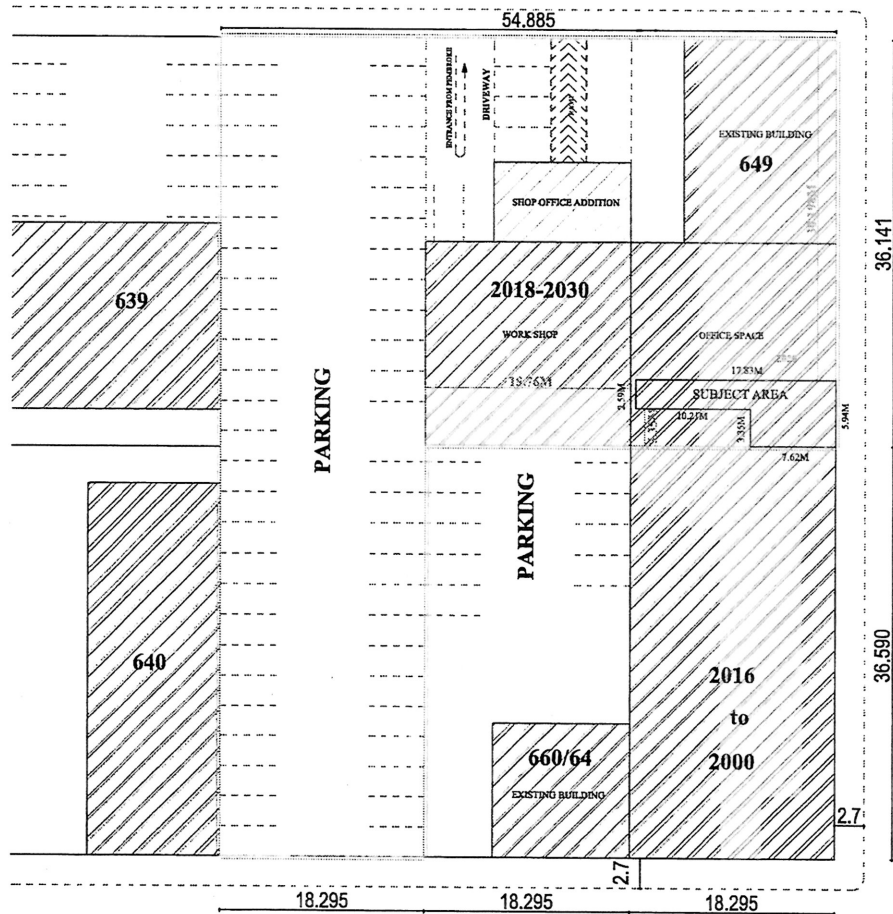 54.885
ENTRANCE FROM PEMBROKE
DRIVEWAY
EXISTING BUILDING
649
SHOP OFFICE ADDITION
36.141
639
2018-2030
WORK SHOP
OFFICE SPACE
17.83M
SUBJECT AREA
2.59M
10.21M
3.35M
5.94M
7.62M
PARKING
PARKING
36.590
640
2016
to
2000
660/64
EXISTING BUILDING
2.7
2.7
18.295
18.295
18.295